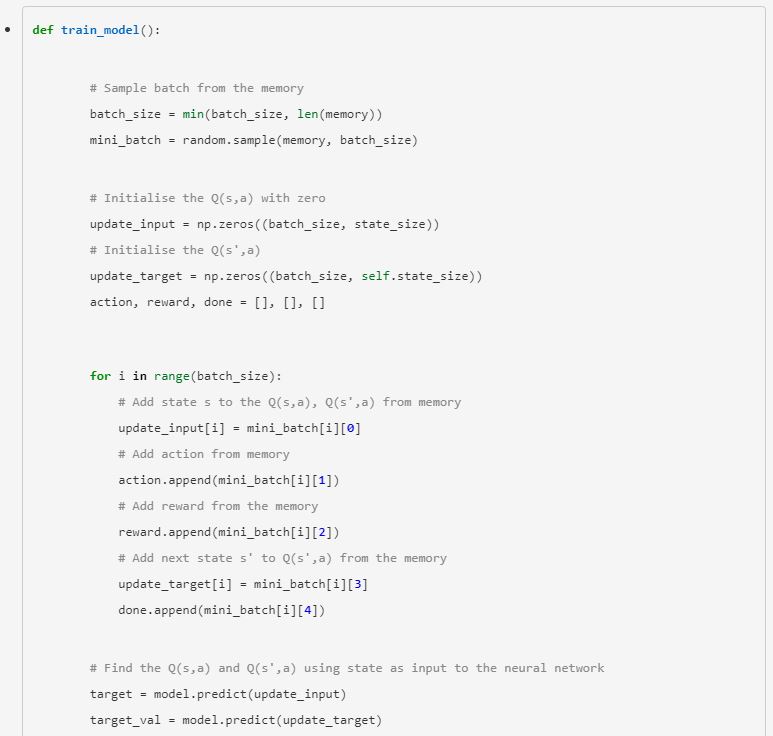 def train_model():
# Sample batch from the memory
batch_size = min(batch_size, len(memory))
mini_batch = random.sample(memory, batch_size)
# Initialise the Q(s,a) with zero
update_input = np.zeros((batch_size, state_size))
# Initialise the Q(s',a)
update_target = np.zeros((batch_size, self.state_size))
action, reward, done = [], [], []
for i in range(batch_size):
# Add state s to the Q(s,a), Q(s',a) from memory
update_input[i] = mini_batch[i][0]
# Add action from memory
action.append(mini_batch[i][1])
# Add reward from the memory
reward.append(mini_batch[i][2])
# Add next state s' to Q(s',a) from the memory
update_target[i] = mini_batch[i][3]
done.append(mini_batch[i][4])
# Find the Q(s,a) and Q(s',a) using state as input to the neural network
target = model.predict(update_input)
target_val = model.predict(update_target)